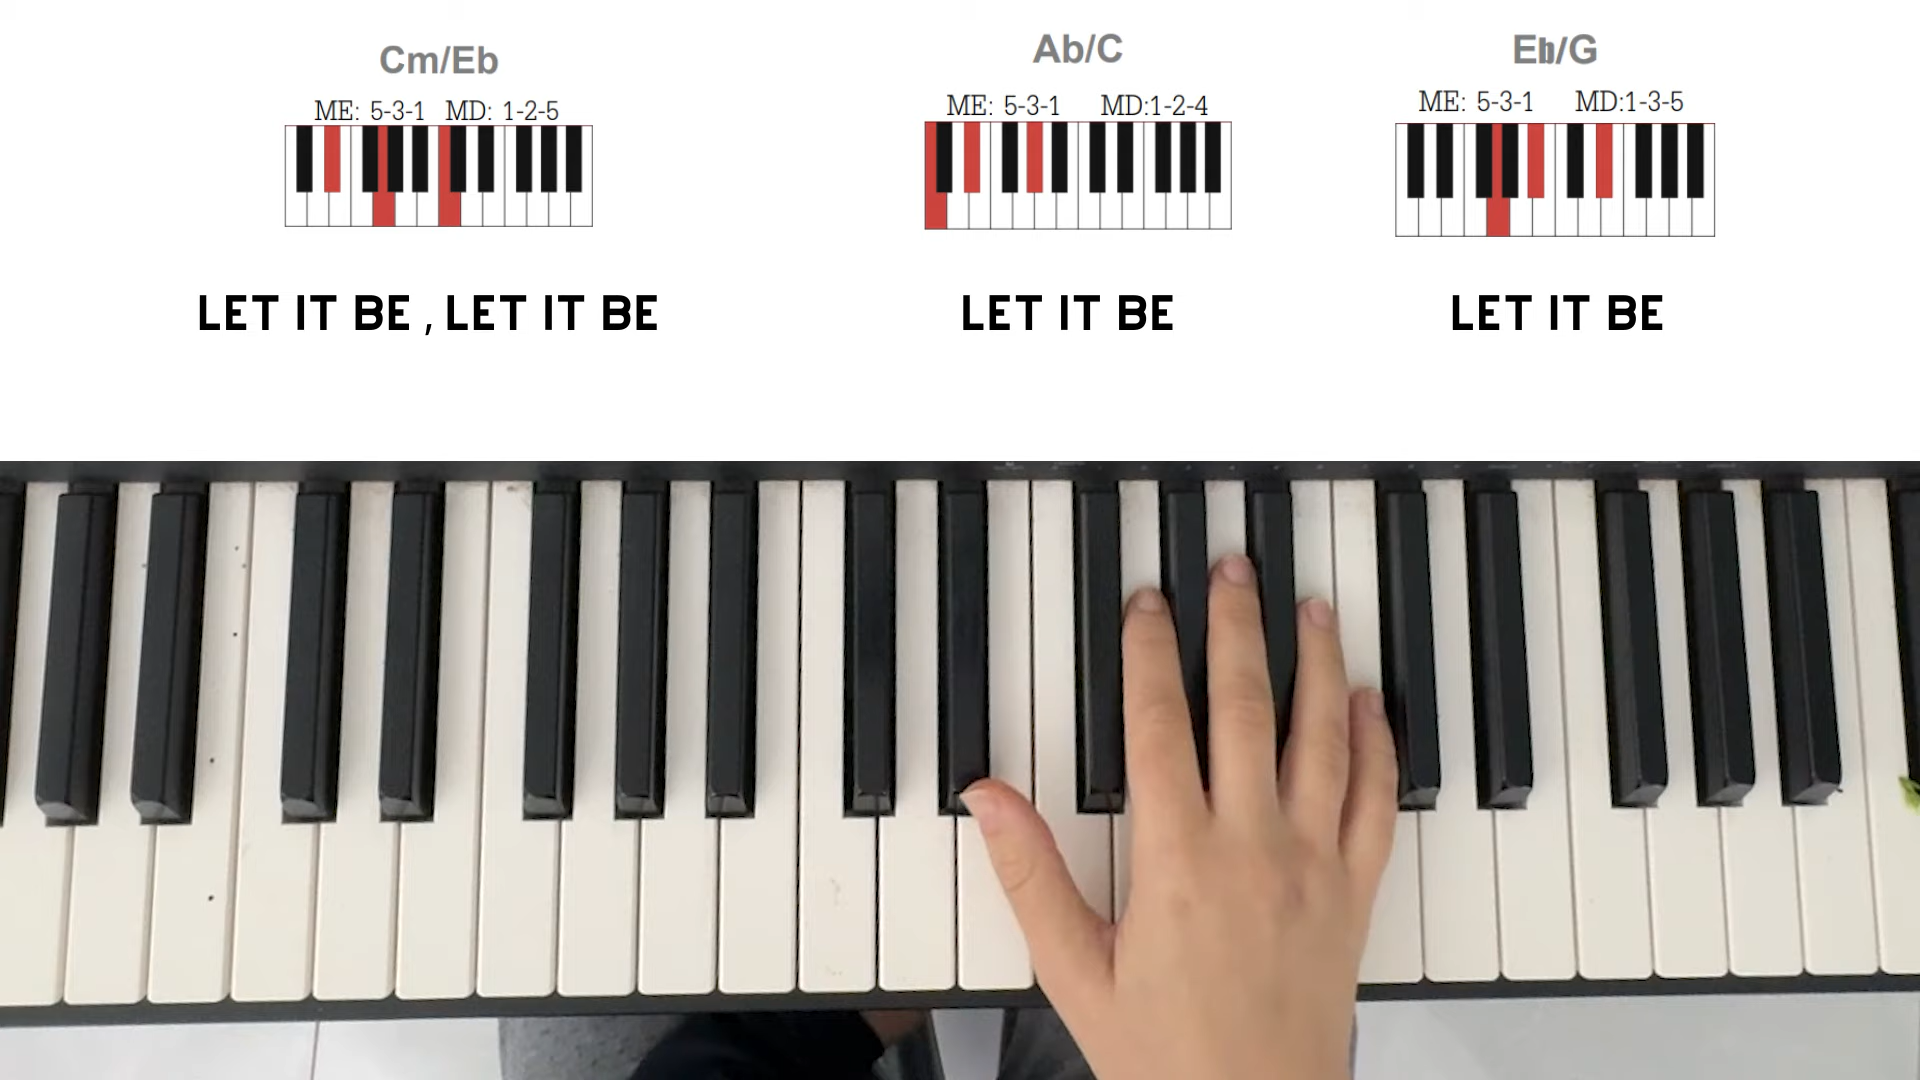 Cm/Eb
ME: 5-3-1 MD: 1-2-5
LET IT BE , LET IT BE
Ab/C
ME: 5-3-1 MD:1-2-4
LET IT BE
Eb/G
ME: 5-3-1 MD:1-3-5
LET IT BE